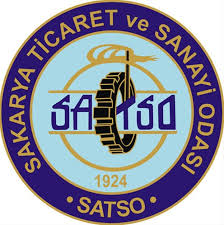 SAKARYA TİCARET ve SANAYİ ODASI
SATSO
1924
• SATSO •